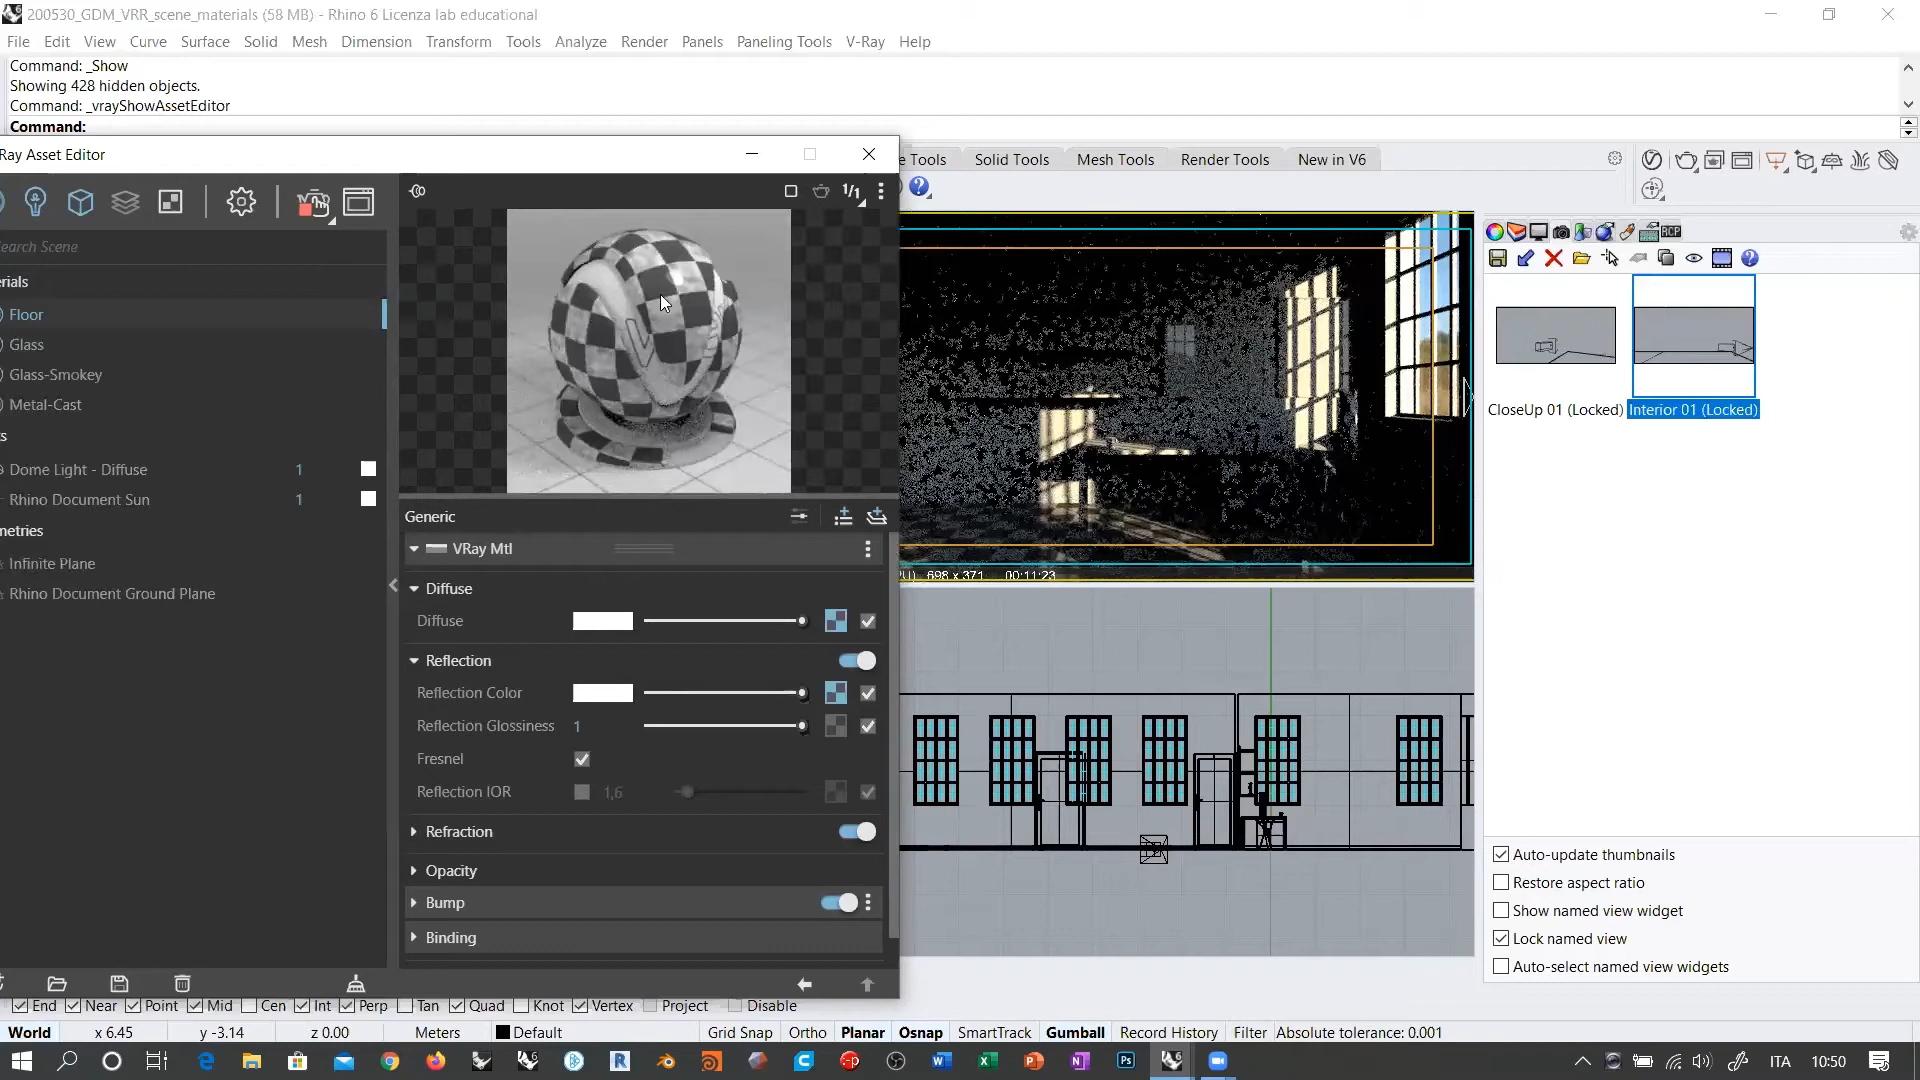 200530_GDM_VRR_scene_materials (58 MB) - Rhino 6 Licenza lab educational
File Edit View Curve Surface Solid Mesh Dimension Transform Tools Analyze Render Panels Paneling Tools V-Ray Help
Command: _Show
Showing 428 hidden objects.
Command: _vrayShowAssetEditor
Command:
Ray Asset Editor
e Tools Solid Tools Mesh Tools Render Tools New in V6
1/1
RCP
earch Scene
rials
Floor
Glass
Glass-Smokey
Metal-Cast
ts
Dome Light - Diffuse 1
Rhino Document Sun 1
metries
Infinite Plane
Rhino Document Ground Plane
Generic
VRay Mtl
Diffuse
Diffuse
Reflection
Reflection Color
Reflection Glossiness 1
Fresnel
Reflection IOR 1,6
Refraction
Opacity
Bump
Binding
698 x 371 00:11:23
CloseUp 01 (Locked) Interior 01 (Locked)
Auto-update thumbnails
Restore aspect ratio
Show named view widget
Lock named view
Auto-select named view widgets
End Near Point Mid Cen Int Perp Tan Quad Knot Vertex Project Disable
World x 6.45 y -3.14 z 0.00 Meters Default Grid Snap Ortho Planar Osnap SmartTrack Gumball Record History Filter Absolute tolerance: 0.001
ITA 10:50